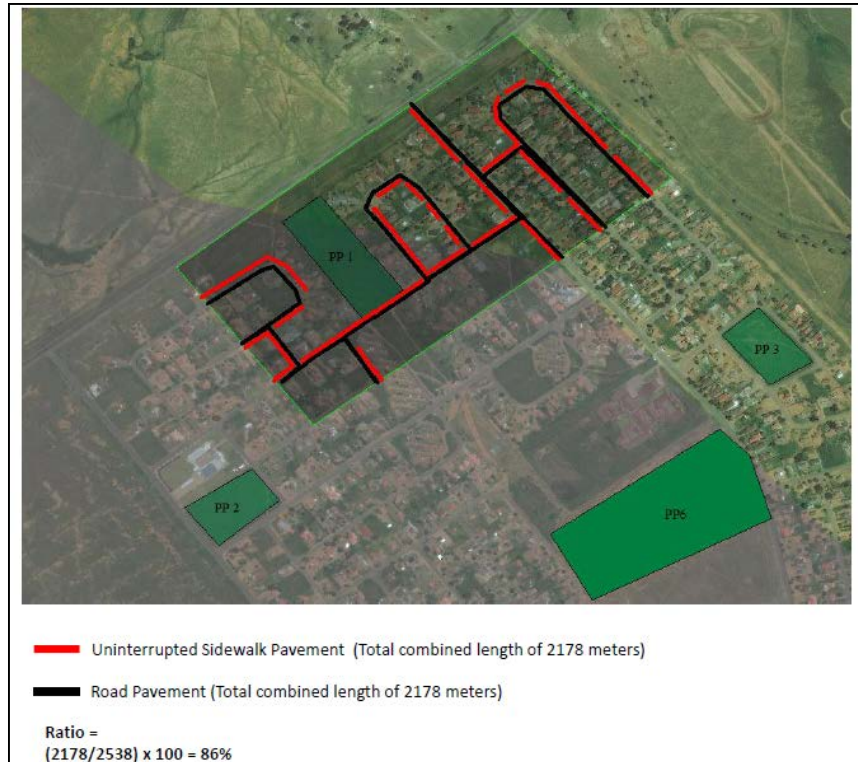 PP 1
PP 3
PP 2
PP6
Uninterrupted Sidewalk Pavement (Total combined length of 2178 meters)
Road Pavement (Total combined length of 2178 meters)
Ratio =
(2178/2538) x 100 = 86%